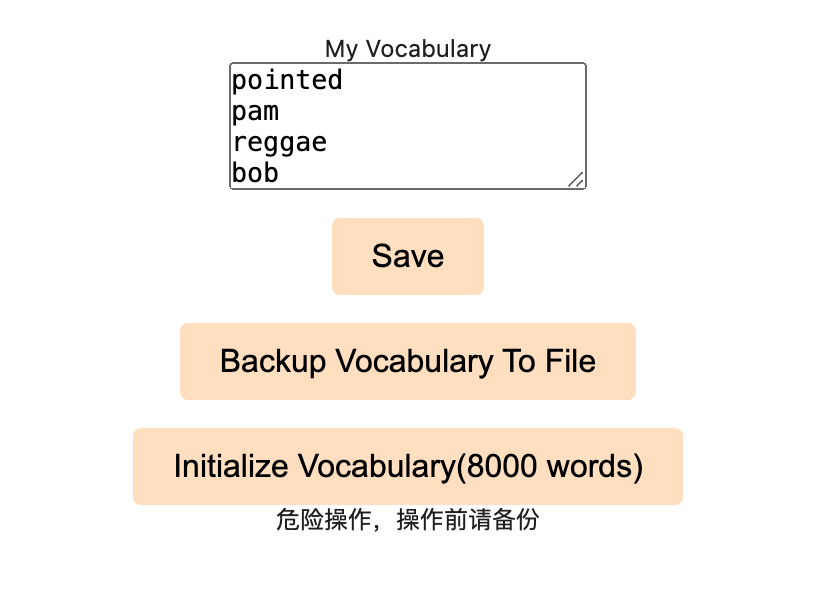 My Vocabulary
pointed
pam
reggae
bob
Save
Backup Vocabulary To File
Initialize Vocabulary(8000 words)
危险操作，操作前请备份